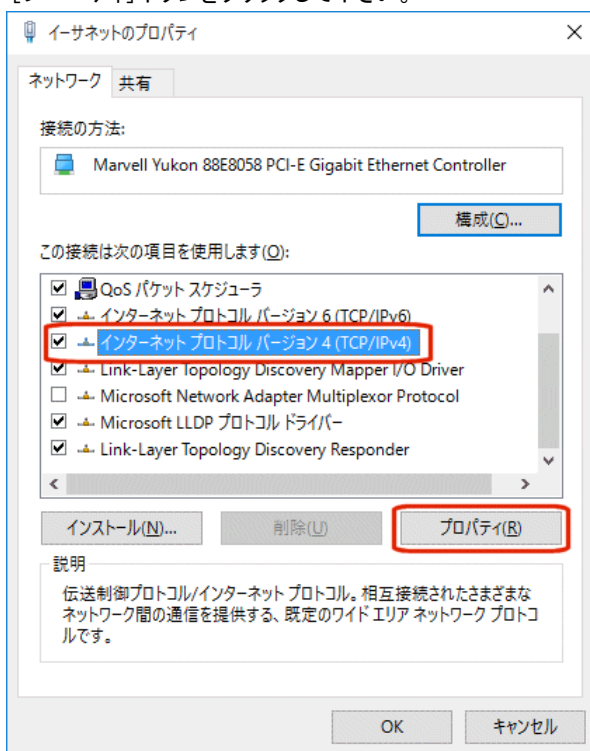 イーサネットのプロパティ
ネットワーク 共有
接続の方法:
Marvell Yukon 88E8058 PCI-E Gigabit Ethernet Controller
構成(C)...
この接続は次の項目を使用します(O):
QoS パケット スケジューラ
インターネット プロトコル バージョン 6 (TCP/IPv6)
インターネット プロトコル バージョン 4 (TCP/IPv4)
Link-Layer Topology Discovery Mapper I/O Driver
Microsoft Network Adapter Multiplexor Protocol
Microsoft LLDP プロトコル ドライバー
Link-Layer Topology Discovery Responder
インストール(N)... 削除(U) プロパティ(R)
説明
伝送制御プロトコル/インターネット プロトコル。相互接続されたさまざまな
ネットワーク間の通信を提供する、既定のワイド エリア ネットワーク プロトコ
ルです。
OK キャンセル